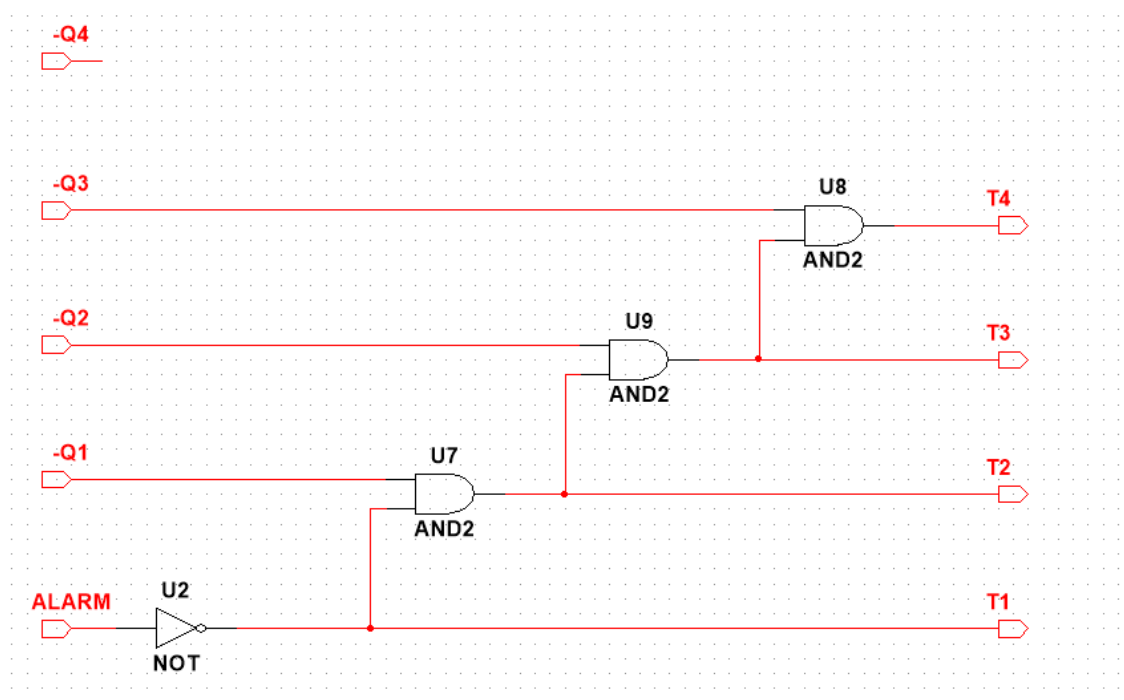 -Q4
-Q3
U8
T4
AND2
-Q2
U9
T3
AND2
-Q1
U7
T2
AND2
ALARM
U2
T1
NOT